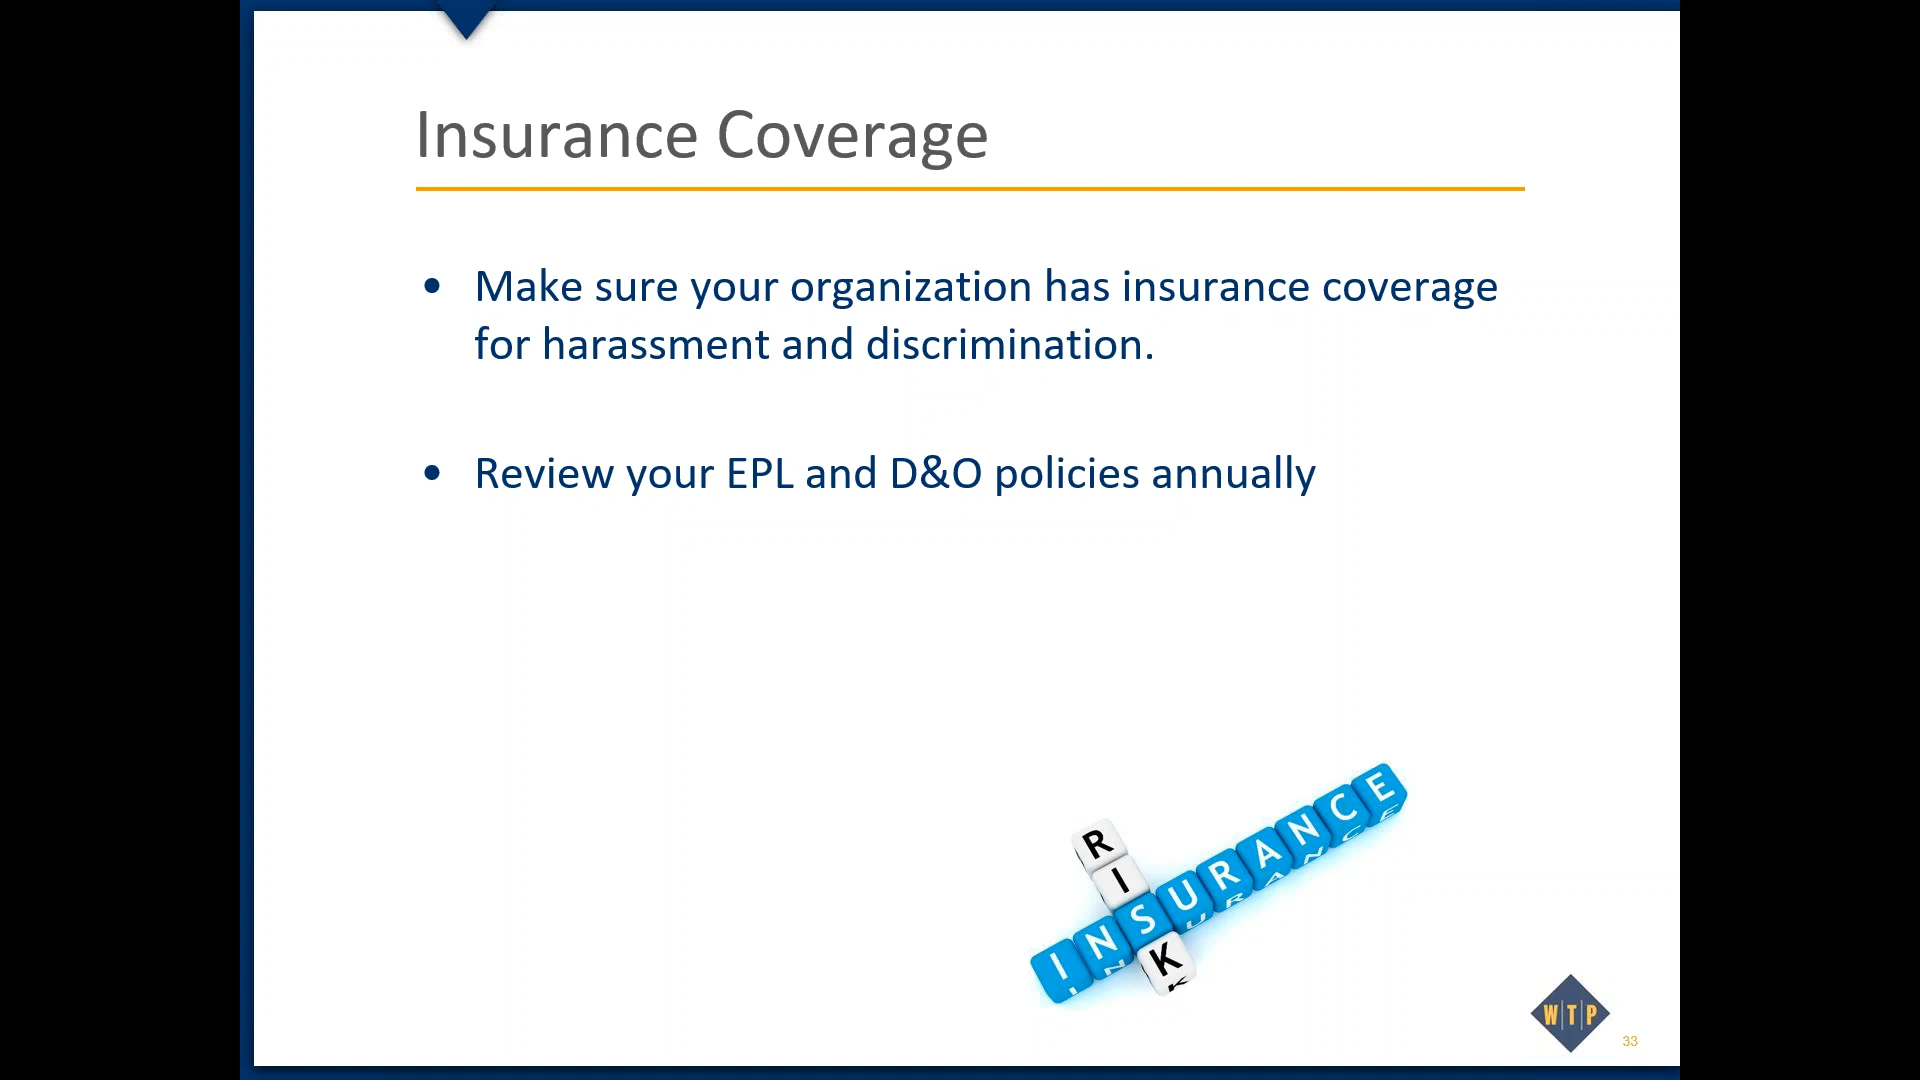 Insurance Coverage
• Make sure your organization has insurance coverage
for harassment and discrimination.
• Review your EPL and D&O policies annually
RISK
INSURANCE
W|T|P
33